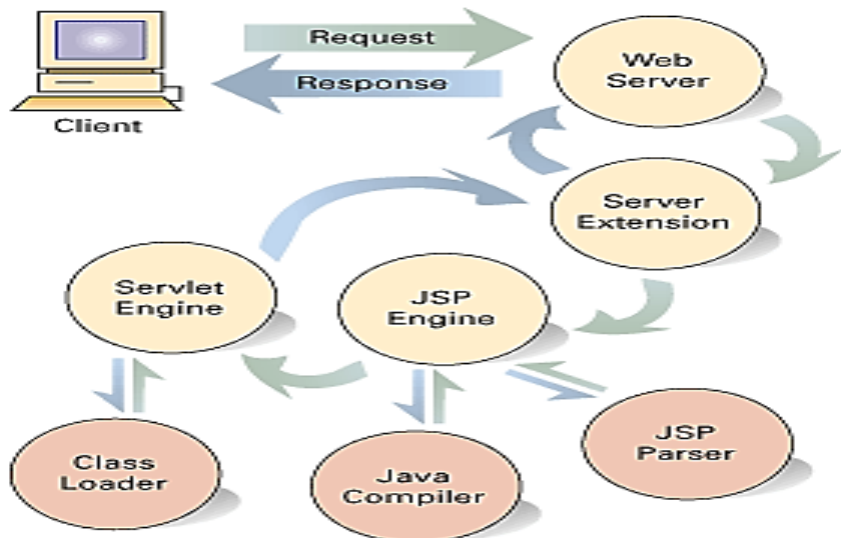 Request
Response
Client
Web
Server
Server
Extension
Servlet
Engine
JSP
Engine
Class
Loader
Java
Compiler
JSP
Parser